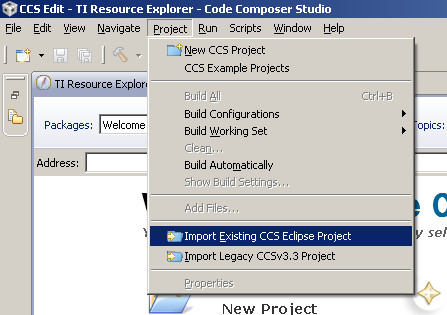 CCS Edit - TI Resource Explorer - Code Composer Studio
File Edit View Navigate Project Run Scripts Window Help
New CCS Project
CCS Example Projects
TI Resource Explore
Build All Ctrl+B
Packages: Welcome Build Configurations Topics:
Build Working Set
Clean...
Address: Build Automatically
Show Build Settings...
Add Files...
Import Existing CCS Eclipse Project
Import Legacy CCSv3.3 Project
Properties
New Project